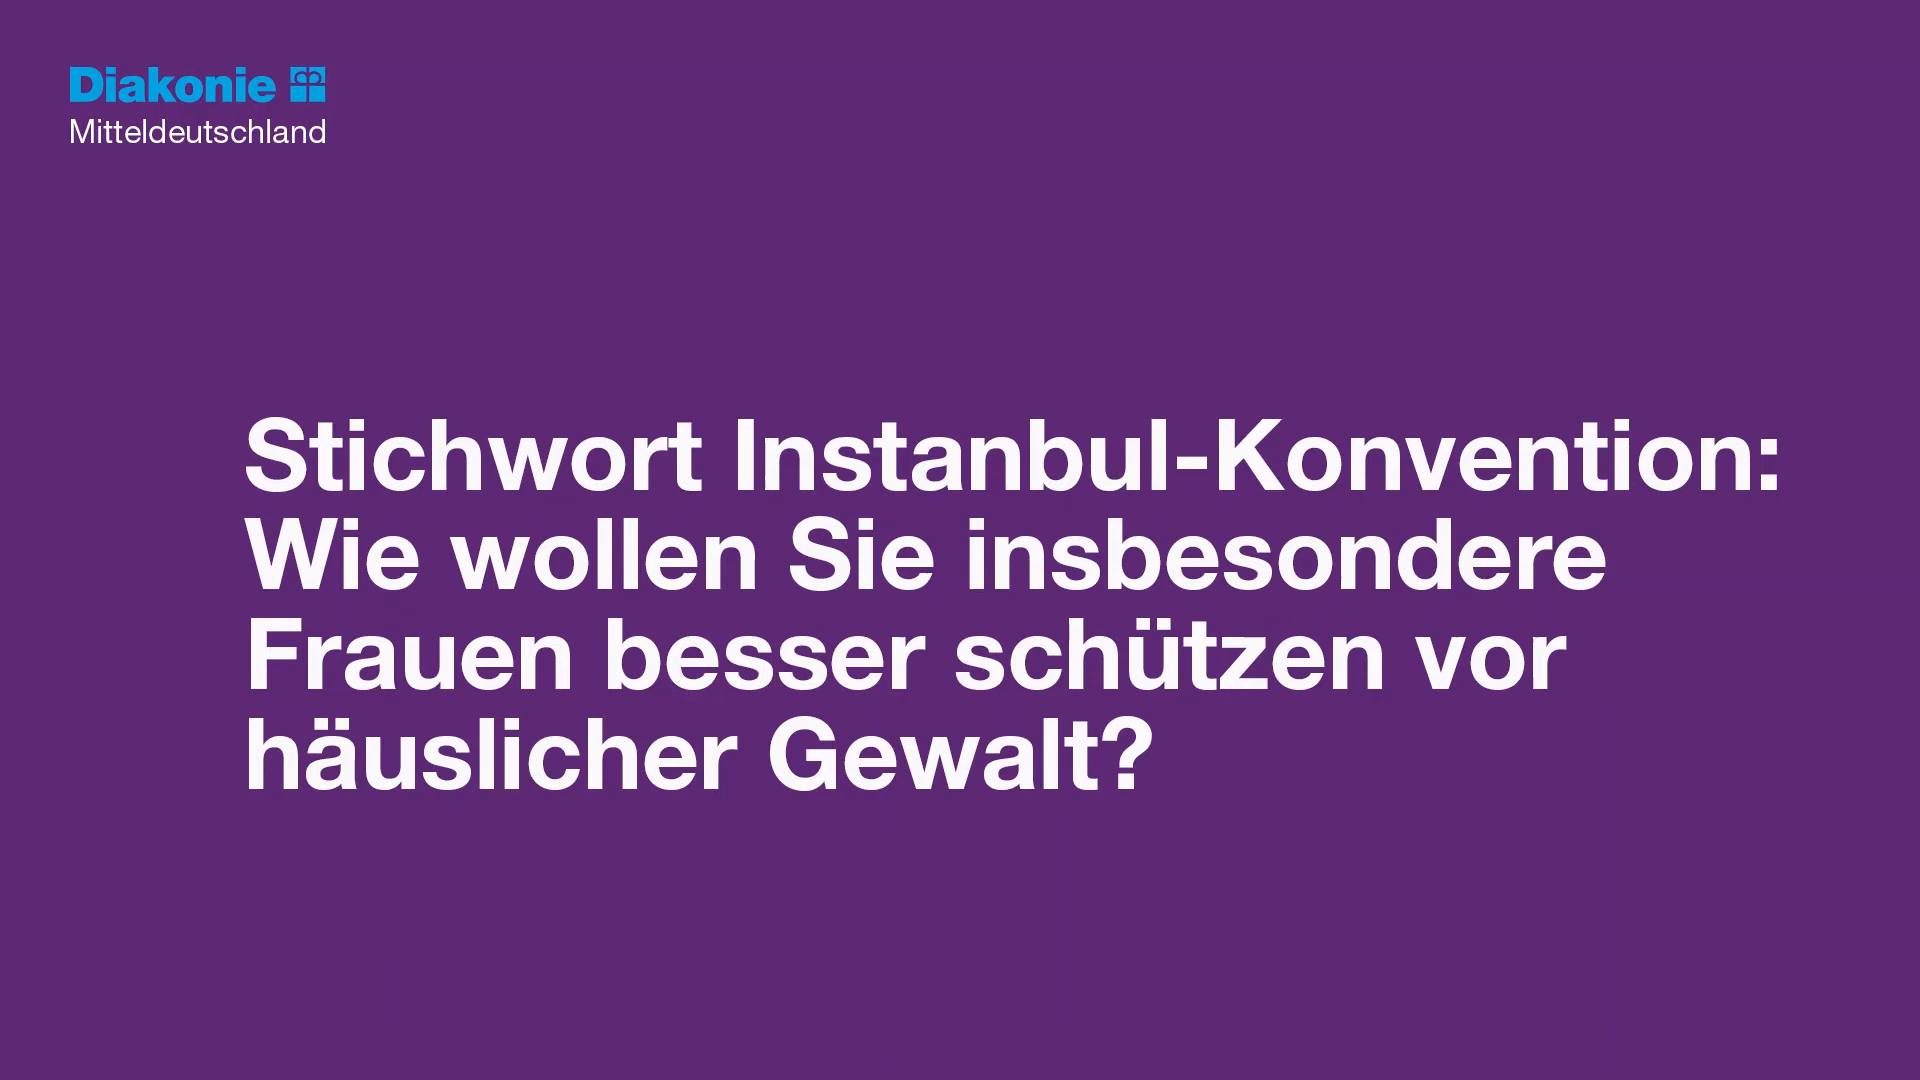 Diakonie
Mitteldeutschland
Stichwort Instanbul-Konvention:
Wie wollen Sie insbesondere
Frauen besser schützen vor
häuslicher Gewalt?